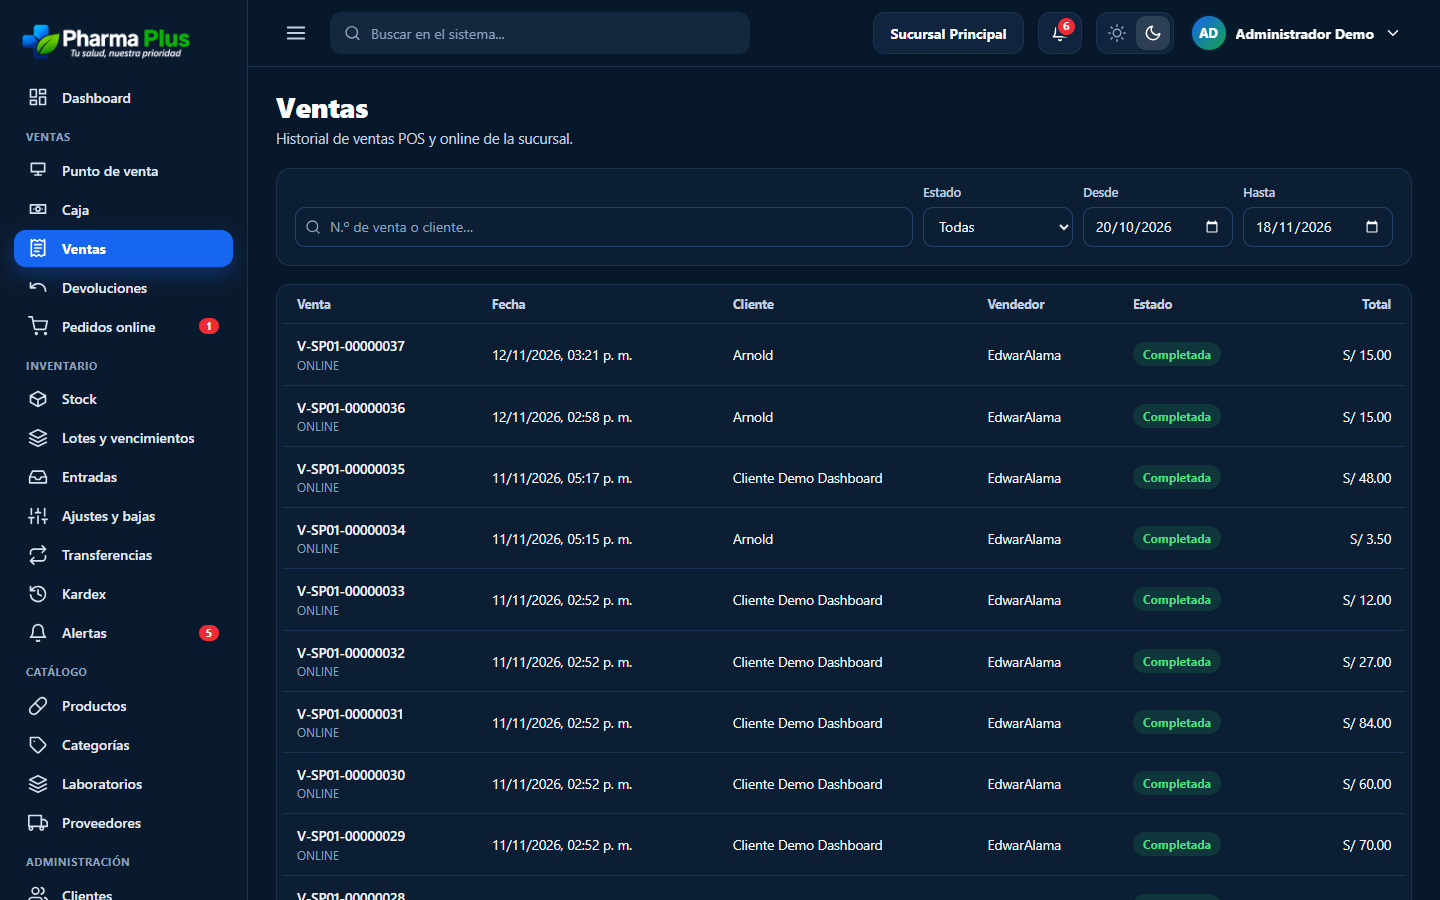 Pharma Plus
Tu salud, nuestra prioridad
Buscar en el sistema...
Sucursal Principal
6
AD
Administrador Demo
Dashboard
VENTAS
Punto de venta
Caja
Ventas
Devoluciones
Pedidos online
1
INVENTARIO
Stock
Lotes y vencimientos
Entradas
Ajustes y bajas
Transferencias
Kardex
Alertas
5
CATÁLOGO
Productos
Categorías
Laboratorios
Proveedores
ADMINISTRACIÓN
Clientes
Ventas
Historial de ventas POS y online de la sucursal.
Estado Desde Hasta
N.º de venta o cliente... Todas 20/10/2026 18/11/2026
Venta Fecha Cliente Vendedor Estado Total
V-SP01-00000037
ONLINE
12/11/2026, 03:21 p. m. Arnold EdwarAlama Completada S/ 15.00
V-SP01-00000036
ONLINE
12/11/2026, 02:58 p. m. Arnold EdwarAlama Completada S/ 15.00
V-SP01-00000035
ONLINE
11/11/2026, 05:17 p. m. Cliente Demo Dashboard EdwarAlama Completada S/ 48.00
V-SP01-00000034
ONLINE
11/11/2026, 05:15 p. m. Arnold EdwarAlama Completada S/ 3.50
V-SP01-00000033
ONLINE
11/11/2026, 02:52 p. m. Cliente Demo Dashboard EdwarAlama Completada S/ 12.00
V-SP01-00000032
ONLINE
11/11/2026, 02:52 p. m. Cliente Demo Dashboard EdwarAlama Completada S/ 27.00
V-SP01-00000031
ONLINE
11/11/2026, 02:52 p. m. Cliente Demo Dashboard EdwarAlama Completada S/ 84.00
V-SP01-00000030
ONLINE
11/11/2026, 02:52 p. m. Cliente Demo Dashboard EdwarAlama Completada S/ 60.00
V-SP01-00000029
ONLINE
11/11/2026, 02:52 p. m. Cliente Demo Dashboard EdwarAlama Completada S/ 70.00
V-SP01-00000028